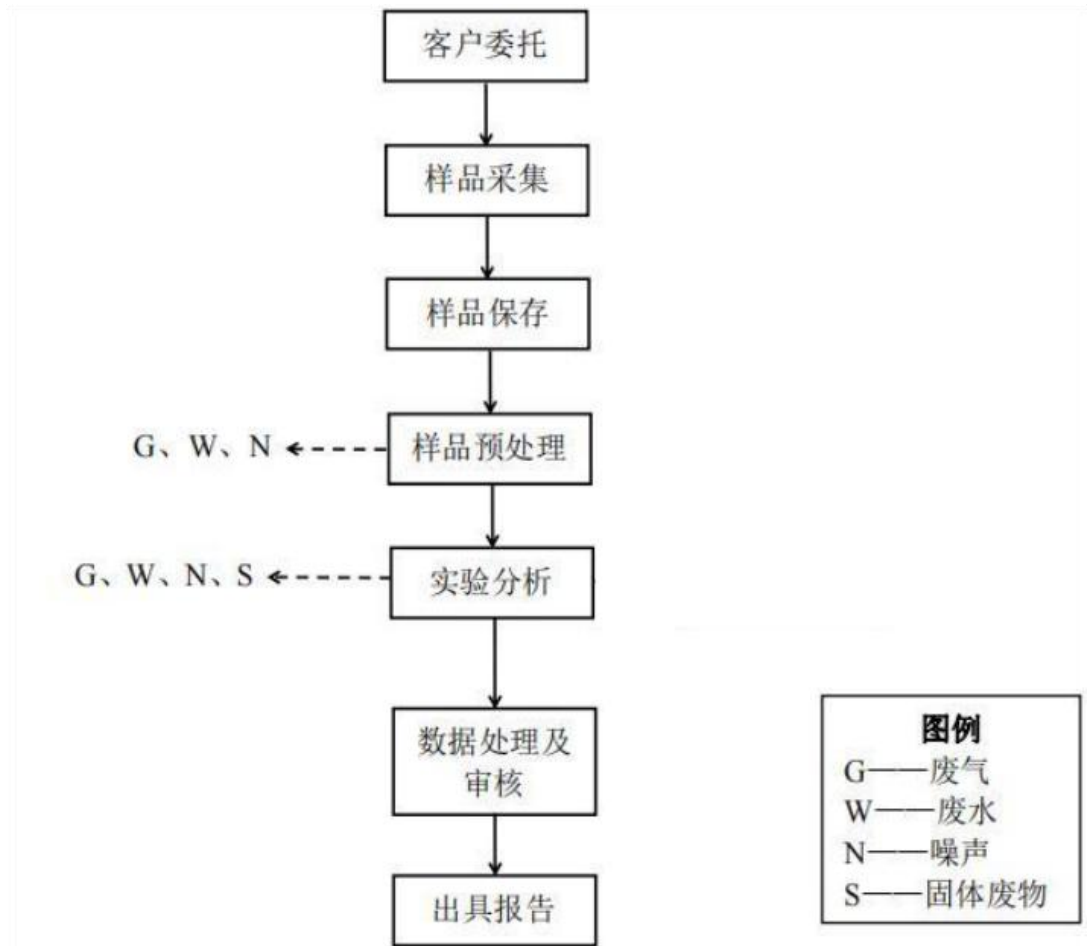 客户委托
样品采集
样品保存
样品预处理
G、W、N
实验分析
G、W、N、S
数据处理及
审核
出具报告
图例
G——废气
W——废水
N——噪声
S——固体废物